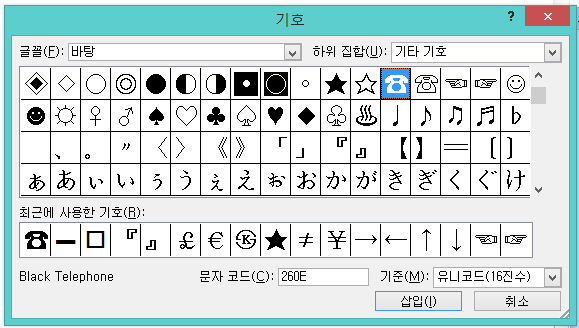 기호
글꼴(F): 바탕 하위 집합(U): 기타 기호
◈ ◇ ○ ◎ ● ◐ ◑ ◘ ◙ ◦ ★ ☆ ☎ ☏ ☜ ☞ ☺
☻ ☼ ♀ ♂ ♠ ♡ ♣ ♤ ♥ ♦ ♧ ♨ ♩ ♪ ♫ ♬ ♭
、 。 〃 〈 〉 《 》 「 」 『 』 【 】 〓 〔 〕
ぁ あ ぃ い ぅ う ぇ え ぉ お か が き ぎ く ぐ け
최근에 사용한 기호(R):
☎ ━ □ 『 』 £ € ㉿ ★ ≠ ¥ → ← ↑ ↓ ☜ ☞
Black Telephone 문자 코드(C): 260E 기준(M): 유니코드(16진수)
삽입(I) 취소